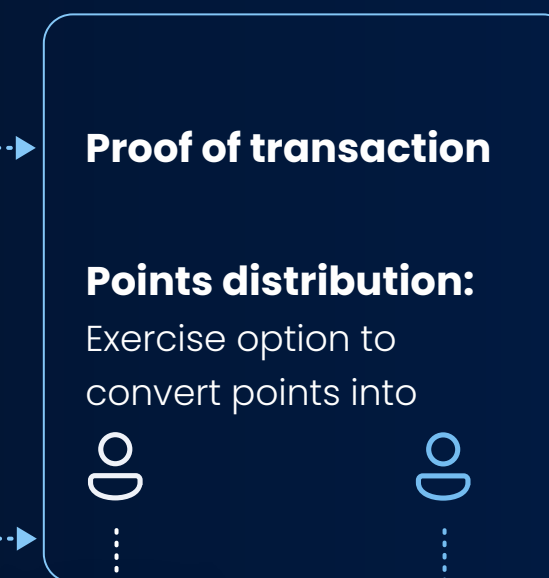 Proof of transaction
Points distribution:
Exercise option to
convert points into